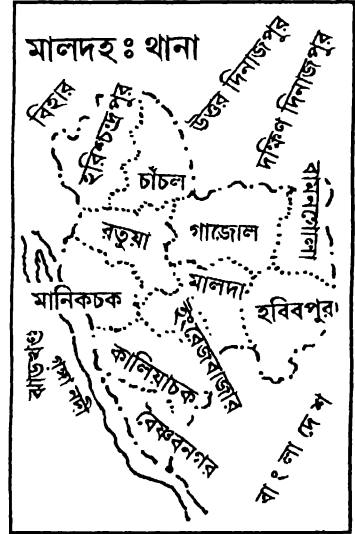 মালদহ ঃ থানা
বিহার
হরিশ্চন্দ্রপুর
চাঁচল
উত্তর দিনাজপুর
দক্ষিণ দিনাজপুর
রতুয়া
গাজোল
বামনগোলা
মালদা
মানিকচক
হবিবপুর
ইংরেজবাজার
ঝাড়খণ্ড
গঙ্গা নদী
কালিয়াচক
বৈষ্ণবনগর
বাংলাদেশ